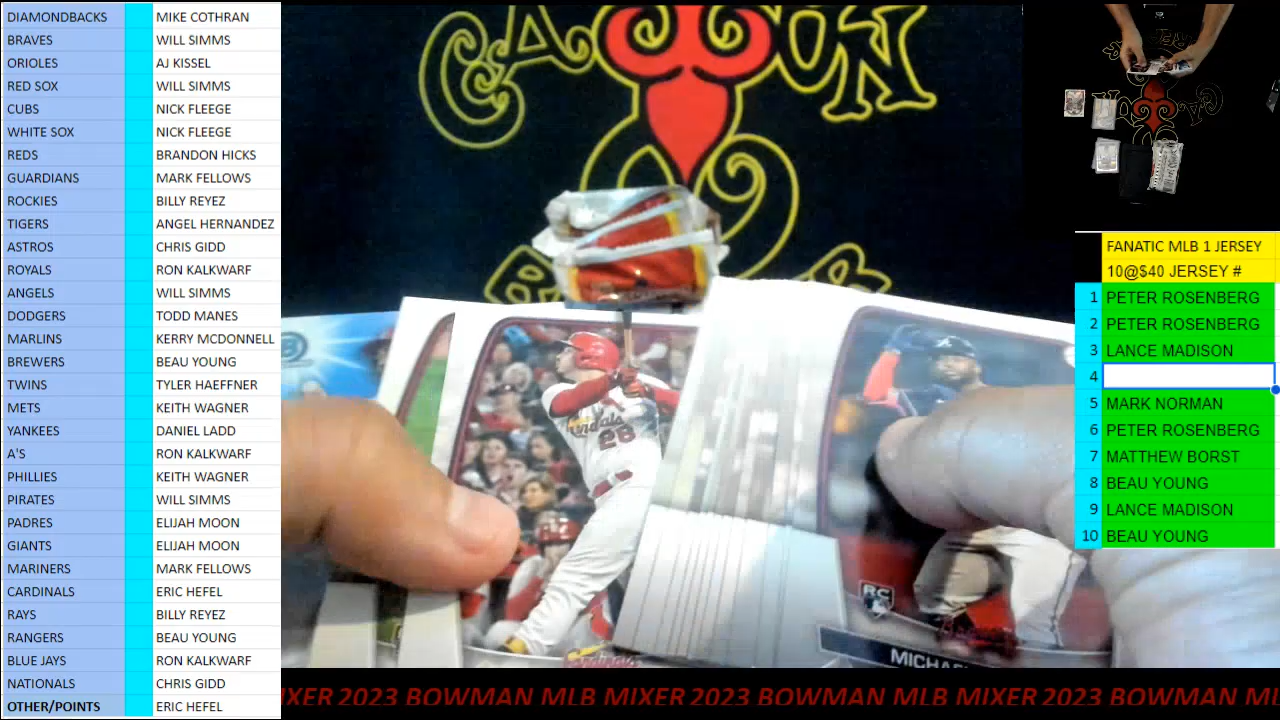 DIAMONDBACKS MIKE COTHRAN
BRAVES WILL SIMMS
ORIOLES AJ KISSEL
RED SOX WILL SIMMS
CUBS NICK FLEEGE
WHITE SOX NICK FLEEGE
REDS BRANDON HICKS
GUARDIANS MARK FELLOWS
ROCKIES BILLY REYEZ
TIGERS ANGEL HERNANDEZ
ASTROS CHRIS GIDD
ROYALS RON KALKWARF
ANGELS WILL SIMMS
DODGERS TODD MANES
MARLINS KERRY MCDONNELL
BREWERS BEAU YOUNG
TWINS TYLER HAEFFNER
METS KEITH WAGNER
YANKEES DANIEL LADD
A'S RON KALKWARF
PHILLIES KEITH WAGNER
PIRATES WILL SIMMS
PADRES ELIJAH MOON
GIANTS ELIJAH MOON
MARINERS MARK FELLOWS
CARDINALS ERIC HEFEL
RAYS BILLY REYEZ
RANGERS BEAU YOUNG
BLUE JAYS RON KALKWARF
NATIONALS CHRIS GIDD
OTHER/POINTS ERIC HEFEL
CAJUN
28
RC
MICHA
FANATIC MLB 1 JERSEY
10@$40 JERSEY #
1 PETER ROSENBERG
2 PETER ROSENBERG
3 LANCE MADISON
4
5 MARK NORMAN
6 PETER ROSENBERG
7 MATTHEW BORST
8 BEAU YOUNG
9 LANCE MADISON
10 BEAU YOUNG
IXER 2023 BOWMAN MLB MIXER 2023 BOWMAN MLB MIXER 2023 BOWMAN MLB MI